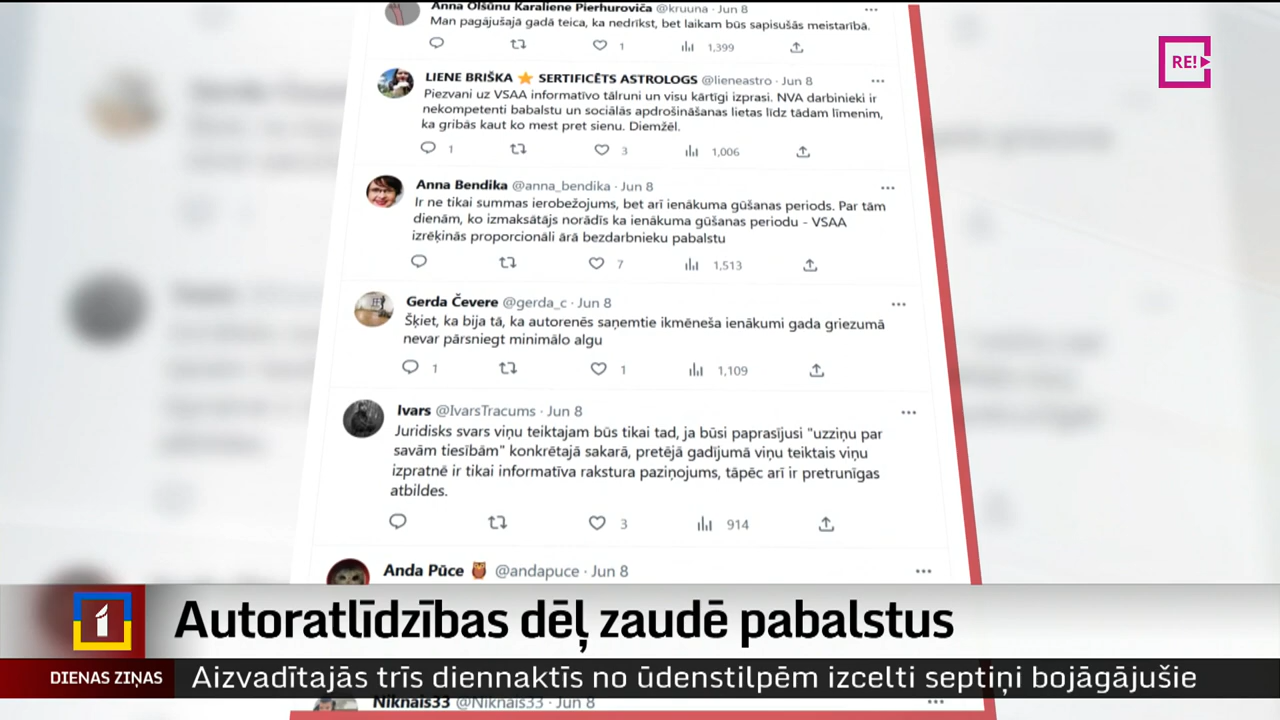 Anna Olšūnu Karaliene Pierhuroviča @kruuna · Jun 8
Man pagājušajā gadā teica, ka nedrīkst, bet laikam būs sapisušās meistarībā.
1 1,399
RE!
LIENE BRIŠKA ⭐ SERTIFICĒTS ASTROLOGS @lieneastro · Jun 8
Piezvani uz VSAA informatīvo tālruni un visu kārtīgi izprasi. NVA darbinieki ir
nekompetenti babalstu un sociālās apdrošināšanas lietas līdz tādam līmenim,
ka gribās kaut ko mest pret sienu. Diemžēl.
1 3 1,006
Anna Bendika @anna_bendika · Jun 8
Ir ne tikai summas ierobežojums, bet arī ienākuma gūšanas periods. Par tām
dienām, ko izmaksātājs norādīs ka ienākuma gūšanas periodu - VSAA
izrēķinās proporcionāli ārā bezdarbnieku pabalstu
7 1,513
Gerda Čevere @gerda_c · Jun 8
Šķiet, ka bija tā, ka autorenēs saņemtie ikmēneša ienākumi gada griezumā
nevar pārsniegt minimālo algu
1 1 1,109
Ivars @IvarsTracums · Jun 8
Juridisks svars viņu teiktajam būs tikai tad, ja būsi paprasījusi "uzziņu par
savām tiesībām" konkrētajā sakarā, pretējā gadījumā viņu teiktais viņu
izpratnē ir tikai informatīva rakstura paziņojums, tāpēc arī ir pretrunīgas
atbildes.
3 914
Anda Pūce 🦉 @andapuce · Jun 8
1
Autoratlīdzības dēļ zaudē pabalstus
DIENAS ZIŅAS
Aizvadītajās trīs diennaktīs no ūdenstilpēm izcelti septiņi bojāgājušie
Niknais33 @Niknais33 · Jun 8